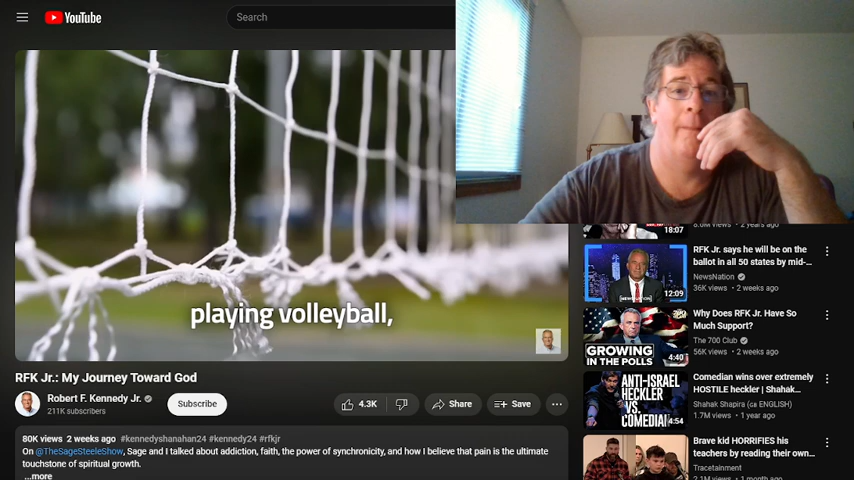 YouTube
Search
playing volleyball,
RFK Jr.: My Journey Toward God
Robert F. Kennedy Jr.
211K subscribers
Subscribe
4.3K
Share
Save
80K views 2 weeks ago #kennedyshanahan24 #kennedy24 #rfkjr
On @TheSageSteeleShow, Sage and I talked about addiction, faith, the power of synchronicity, and how I believe that pain is the ultimate
touchstone of spiritual growth.
...more
18:07
RFK Jr. says he will be on the
ballot in all 50 states by mid-...
NewsNation
36K views • 2 weeks ago
12:09
Why Does RFK Jr. Have So
Much Support?
The 700 Club
56K views • 2 weeks ago
GROWING
IN THE POLLS
4:40
Comedian wins over extremely
HOSTILE heckler | Shahak...
Shahak Shapira (🇬🇧 ENGLISH)
1.7M views • 1 year ago
ANTI-ISRAEL
HECKLER
VS.
COMEDIAN
4:54
Brave kid HORRIFIES his
teachers by reading their own...
Tracetainment
2.1M views • 1 month ago